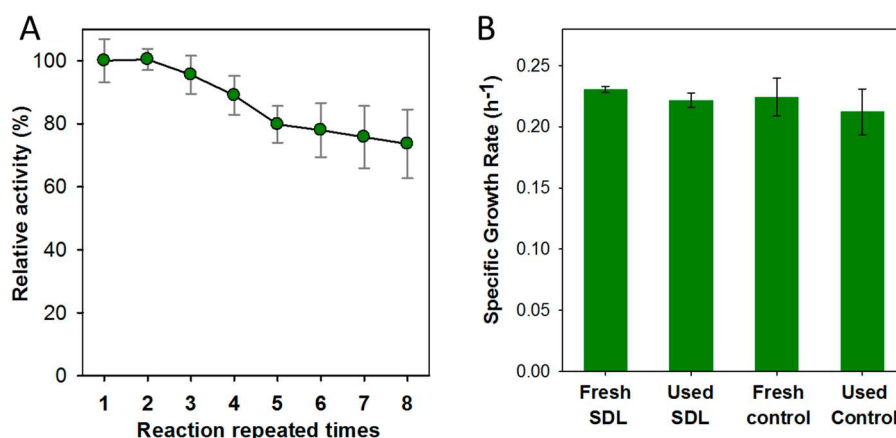 A
Relative activity (%)
100
80
60
40
20
0
1 2 3 4 5 6 7 8
Reaction repeated times
B
Specific Growth Rate (h-1)
0.25
0.20
0.15
0.10
0.05
0.00
Fresh Used Fresh Used
SDL SDL control Control